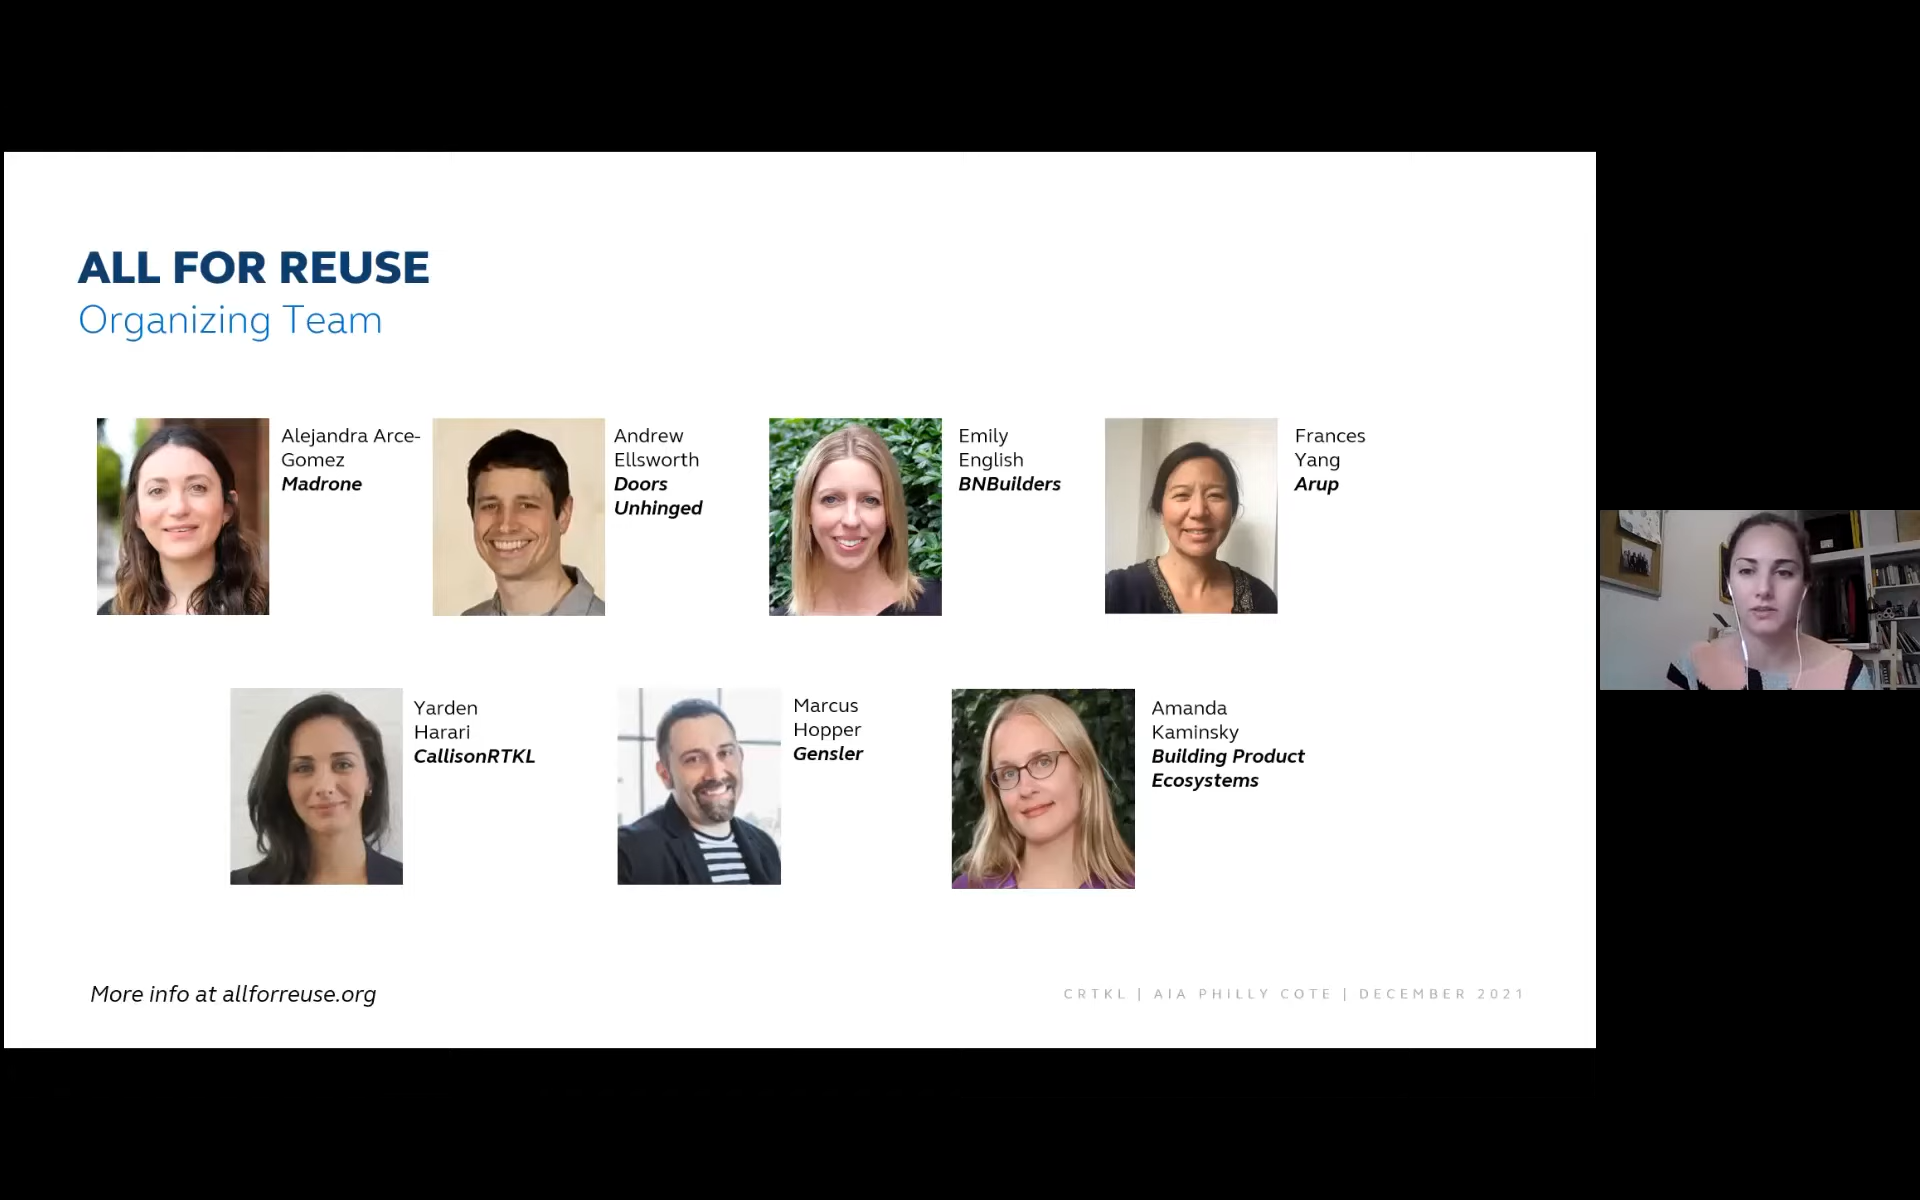 ALL FOR REUSE
Organizing Team
Alejandra Arce-
Gomez
Madrone
Andrew
Ellsworth
Doors
Unhinged
Emily
English
BNBuilders
Frances
Yang
Arup
Yarden
Harari
CallisonRTKL
Marcus
Hopper
Gensler
Amanda
Kaminsky
Building Product
Ecosystems
More info at allforreuse.org
CRTKL | AIA PHILLY COTE | DECEMBER 2021